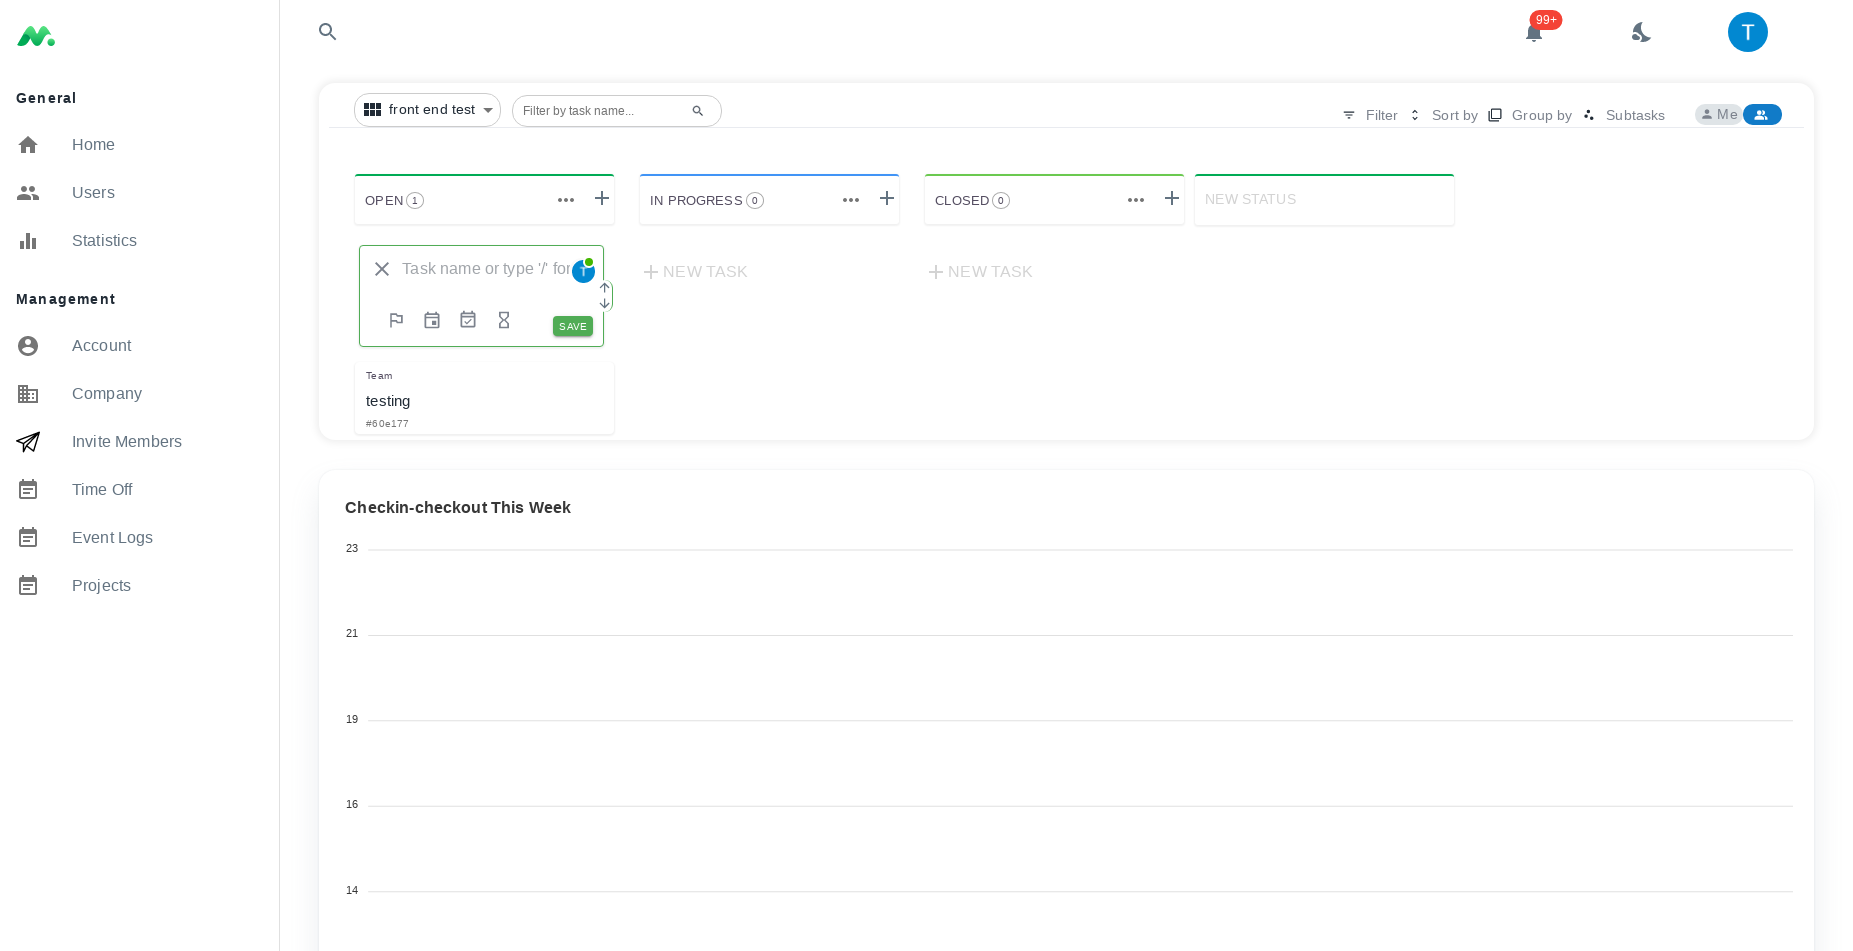 General
Home
Users
Statistics
Management
Account
Company
Invite Members
Time Off
Event Logs
Projects
99+
T
front end test
Filter by task name...
Filter
Sort by
Group by
Subtasks
Me
OPEN 1
IN PROGRESS 0
CLOSED 0
NEW STATUS
Task name or type '/' for
T
SAVE
NEW TASK
NEW TASK
Team
testing
#60e177
Checkin-checkout This Week
23
21
19
16
14